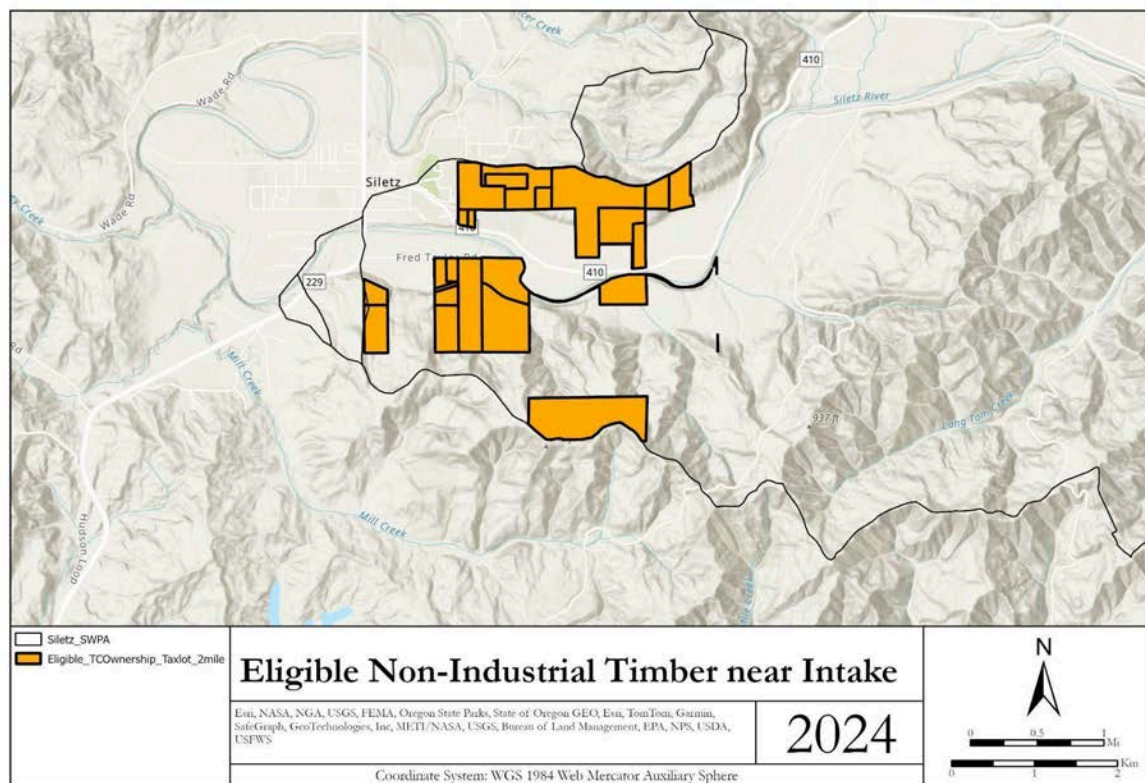 410
Siletz River
Wade Rd
Siletz
Wade Rd
410
Fred Taylor Rd
410
229
Mill Creek
937 ft
Long Tom Creek
Mill Creek
Hudson Loop
Siletz_SWPA
Eligible_TCOwnership_Taxlot_2mile
Eligible Non-Industrial Timber near Intake
Esri, NASA, NGA, USGS, FEMA, Oregon State Parks, State of Oregon GEO, Esri, TomTom, Garmin,
SafeGraph, GeoTechnologies, Inc, METI/NASA, USGS, Bureau of Land Management, EPA, NPS, USDA,
USFWS
2024
Coordinate System: WGS 1984 Web Mercator Auxiliary Sphere
N
0 0.5 1
Mi
Km
0 1 2